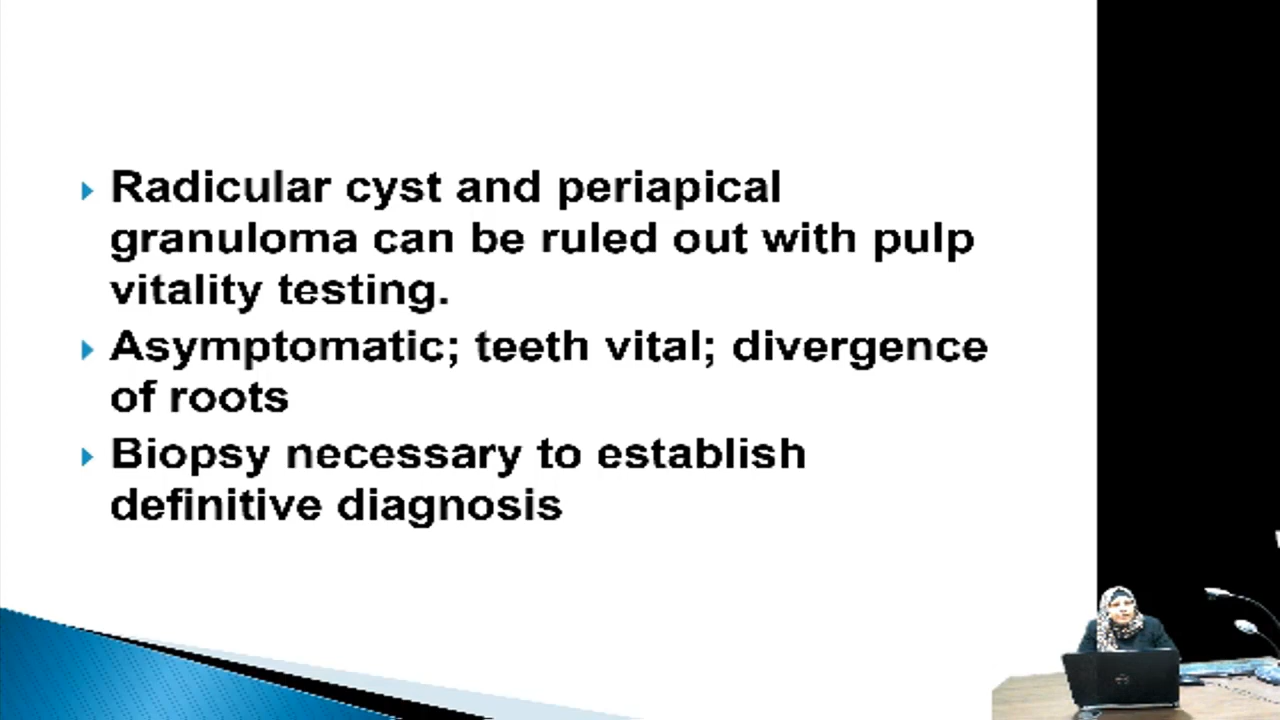 Radicular cyst and periapical
granuloma can be ruled out with pulp
vitality testing.
Asymptomatic; teeth vital; divergence
of roots
Biopsy necessary to establish
definitive diagnosis